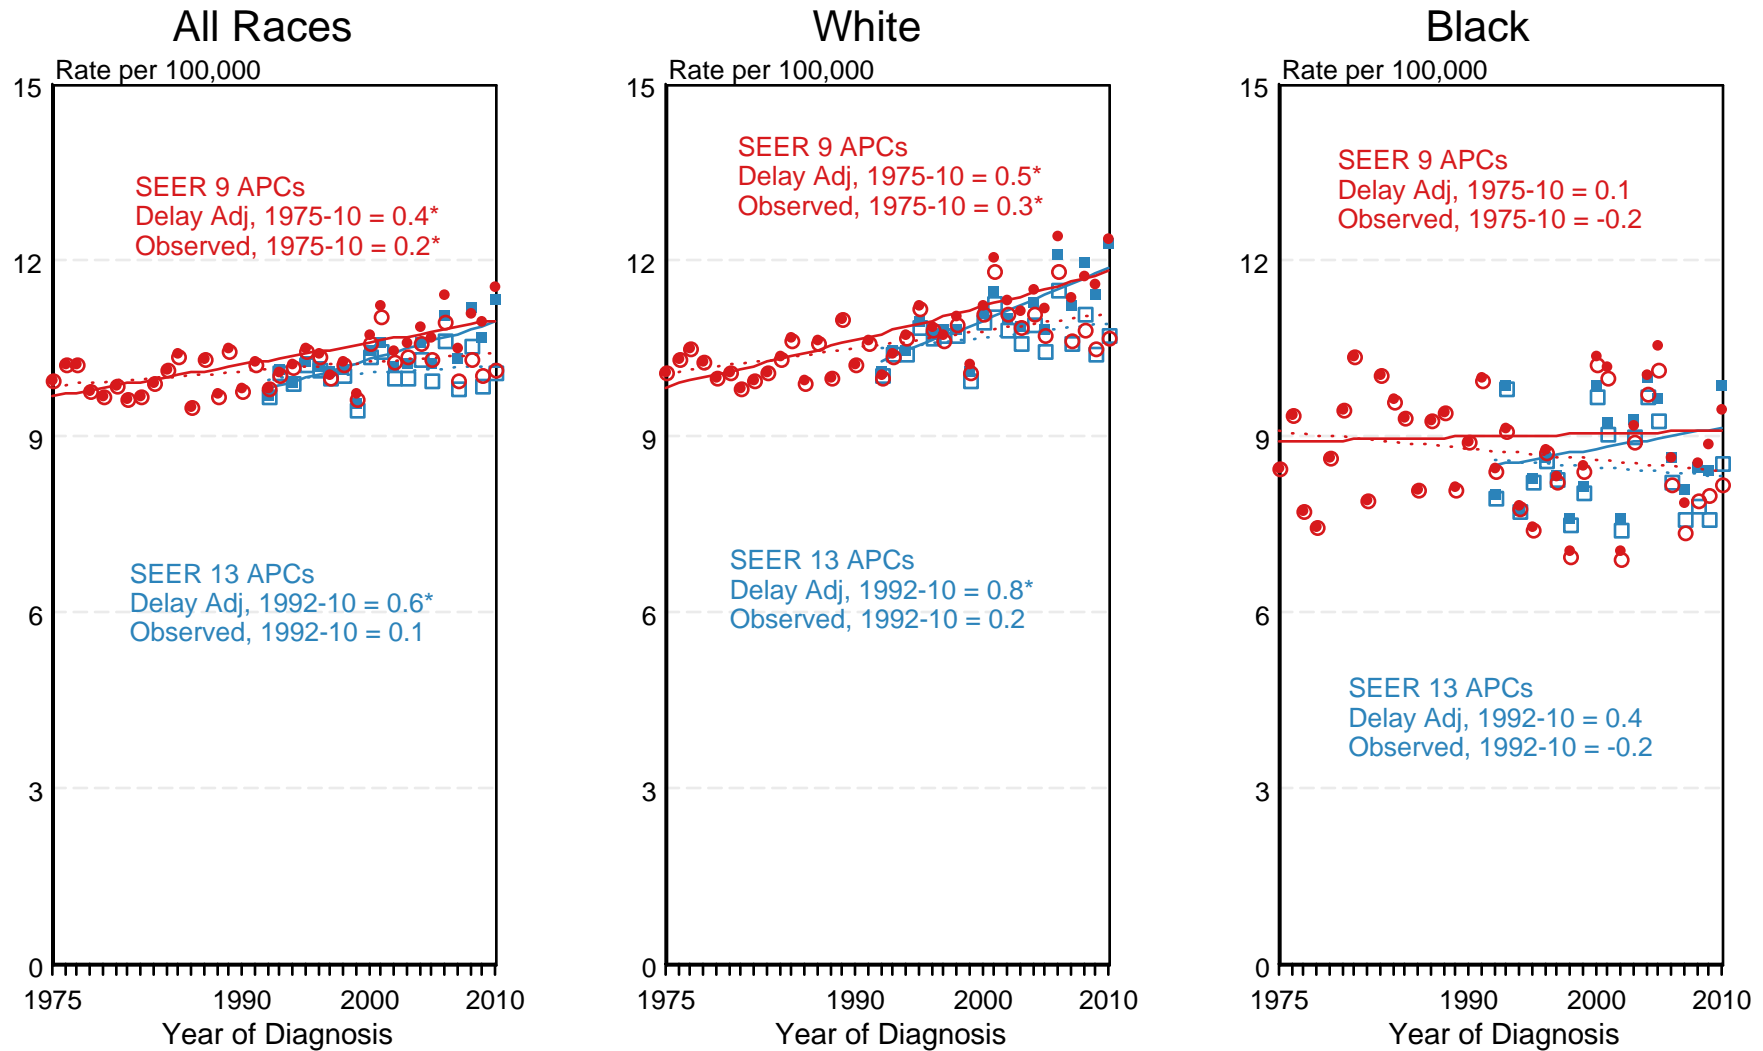 All Races
Rate per 100,000
15
12
9
6
3
0
SEER 9 APCs
Delay Adj, 1975-10 = 0.4*
Observed, 1975-10 = 0.2*
SEER 13 APCs
Delay Adj, 1992-10 = 0.6*
Observed, 1992-10 = 0.1
1975 1990 2000 2010
Year of Diagnosis
White
Rate per 100,000
15
12
9
6
3
0
SEER 9 APCs
Delay Adj, 1975-10 = 0.5*
Observed, 1975-10 = 0.3*
SEER 13 APCs
Delay Adj, 1992-10 = 0.8*
Observed, 1992-10 = 0.2
1975 1990 2000 2010
Year of Diagnosis
Black
Rate per 100,000
15
12
9
6
3
0
SEER 9 APCs
Delay Adj, 1975-10 = 0.1
Observed, 1975-10 = -0.2
SEER 13 APCs
Delay Adj, 1992-10 = 0.4
Observed, 1992-10 = -0.2
1975 1990 2000 2010
Year of Diagnosis